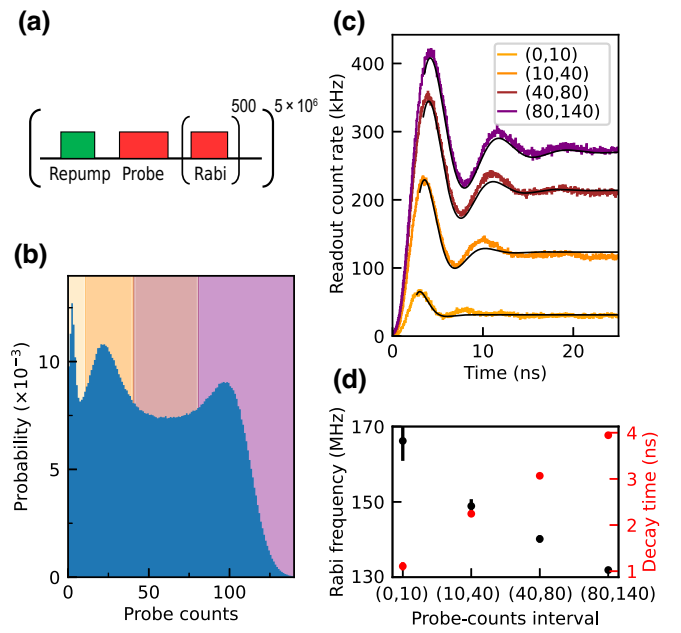 (a)
500
5 × 10⁶
Repump
Probe
Rabi
(b)
Probability (×10⁻³)
10
5
0
0
50
100
Probe counts
(c)
Readout count rate (kHz)
400
300
200
100
0
0
10
20
Time (ns)
(0,10)
(10,40)
(40,80)
(80,140)
(d)
Rabi frequency (MHz)
170
150
130
4
3
2
1
Decay time (ns)
(0,10)
(10,40)
(40,80)
(80,140)
Probe-counts interval